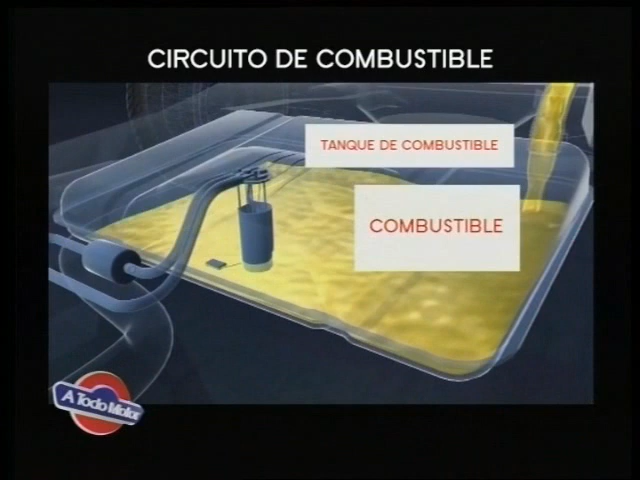 CIRCUITO DE COMBUSTIBLE
TANQUE DE COMBUSTIBLE
COMBUSTIBLE
A Todo Motor